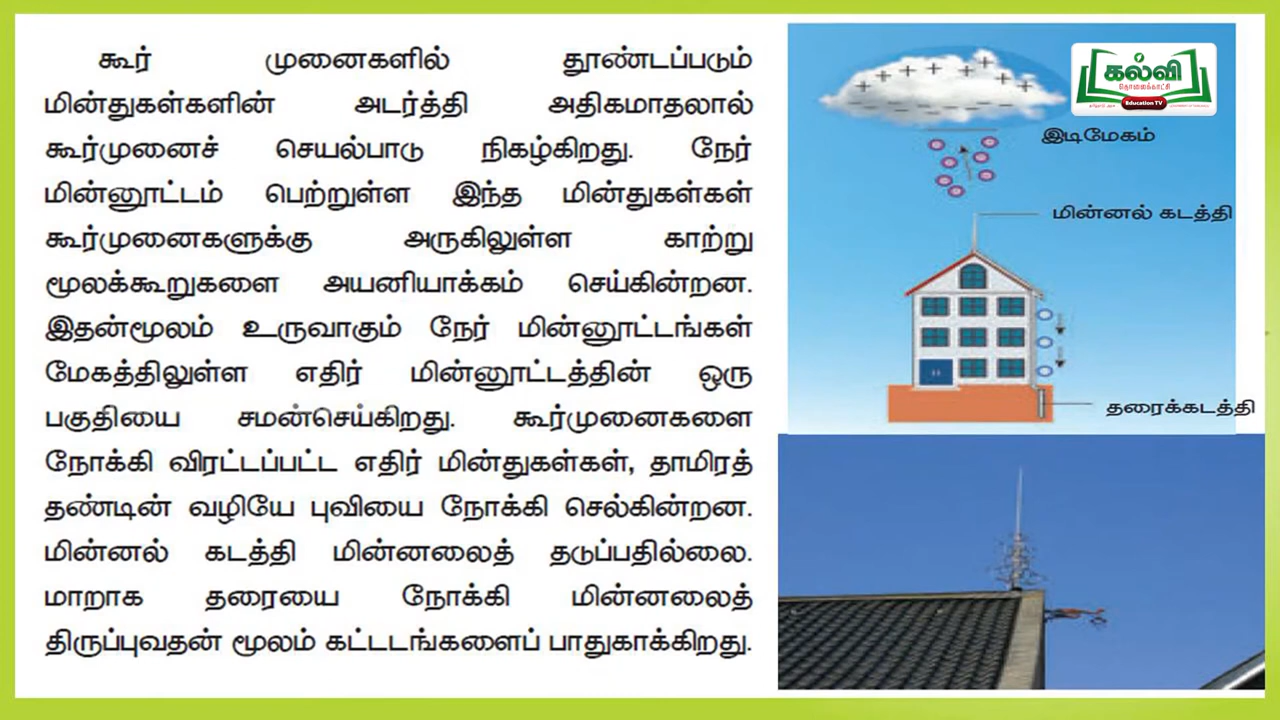 கூர் முனைகளில் தூண்டப்படும்
மின்துகள்களின் அடர்த்தி அதிகமாதலால்
கூர்முனைச் செயல்பாடு நிகழ்கிறது. நேர்
மின்னூட்டம் பெற்றுள்ள இந்த மின்துகள்கள்
கூர்முனைகளுக்கு அருகிலுள்ள காற்று
மூலக்கூறுகளை அயனியாக்கம் செய்கின்றன.
இதன்மூலம் உருவாகும் நேர் மின்னூட்டங்கள்
மேகத்திலுள்ள எதிர் மின்னூட்டத்தின் ஒரு
பகுதியை சமன்செய்கிறது. கூர்முனைகளை
நோக்கி விரட்டப்பட்ட எதிர் மின்துகள்கள், தாமிரத்
தண்டின் வழியே புவியை நோக்கி செல்கின்றன.
மின்னல் கடத்தி மின்னலைத் தடுப்பதில்லை.
மாறாக தரையை நோக்கி மின்னலைத்
திருப்புவதன் மூலம் கட்டடங்களைப் பாதுகாக்கிறது.
கல்வி
தொலைக்காட்சி
Education TV
இடிமேகம்
மின்னல் கடத்தி
தரைக்கடத்தி